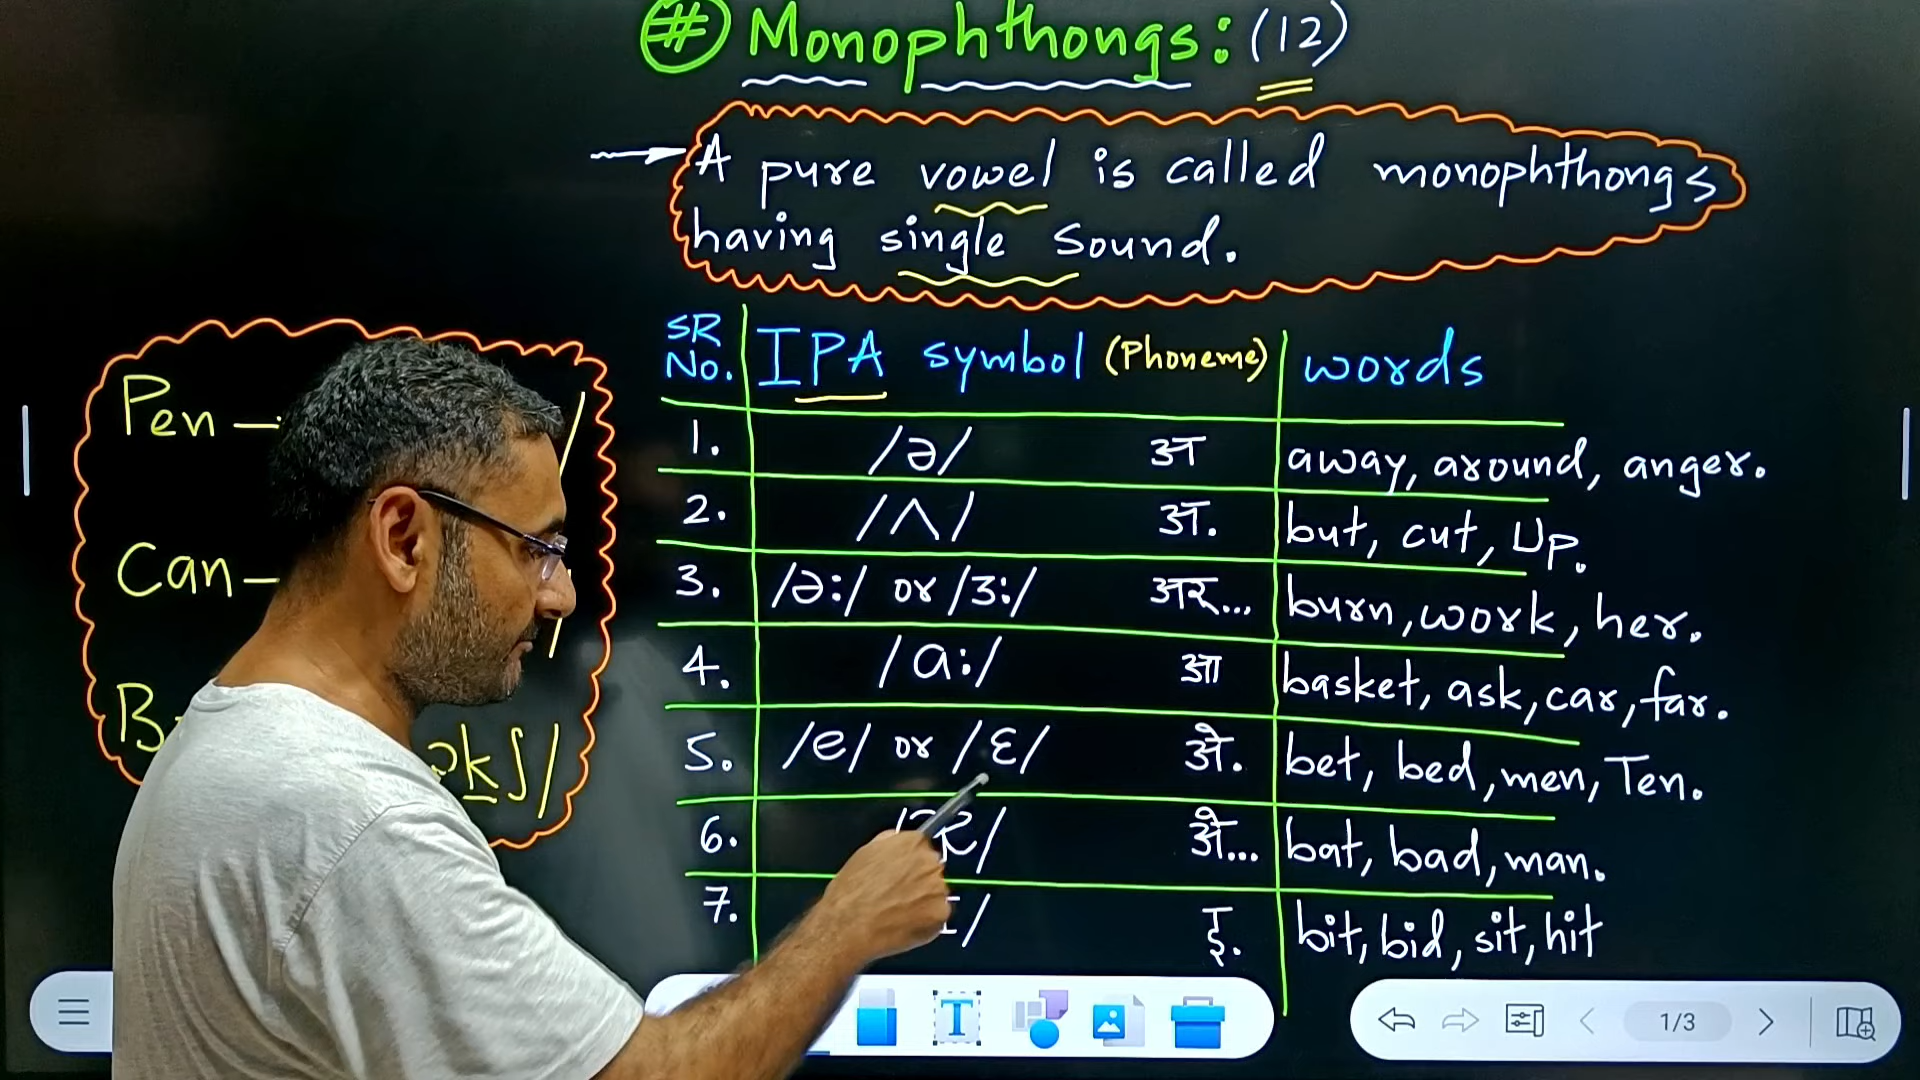 # Monophthongs: (12)
A pure vowel is called monophthongs
having single sound.
Pen –
Can –
k∫/
SR No. IPA symbol (Phoneme) words
1. /ə/ अ away, around, anger.
2. /ʌ/ अ. but, cut, Up.
3. /ə:/ or /ɜ:/ अर... burn, work, her.
4. /ɑ:/ आ basket, ask, car, far.
5. /e/ or /ɛ/ अे. bet, bed, men, Ten.
6. अे... bat, bad, man.
7. इ. bit, bid, sit, hit
T
1/3